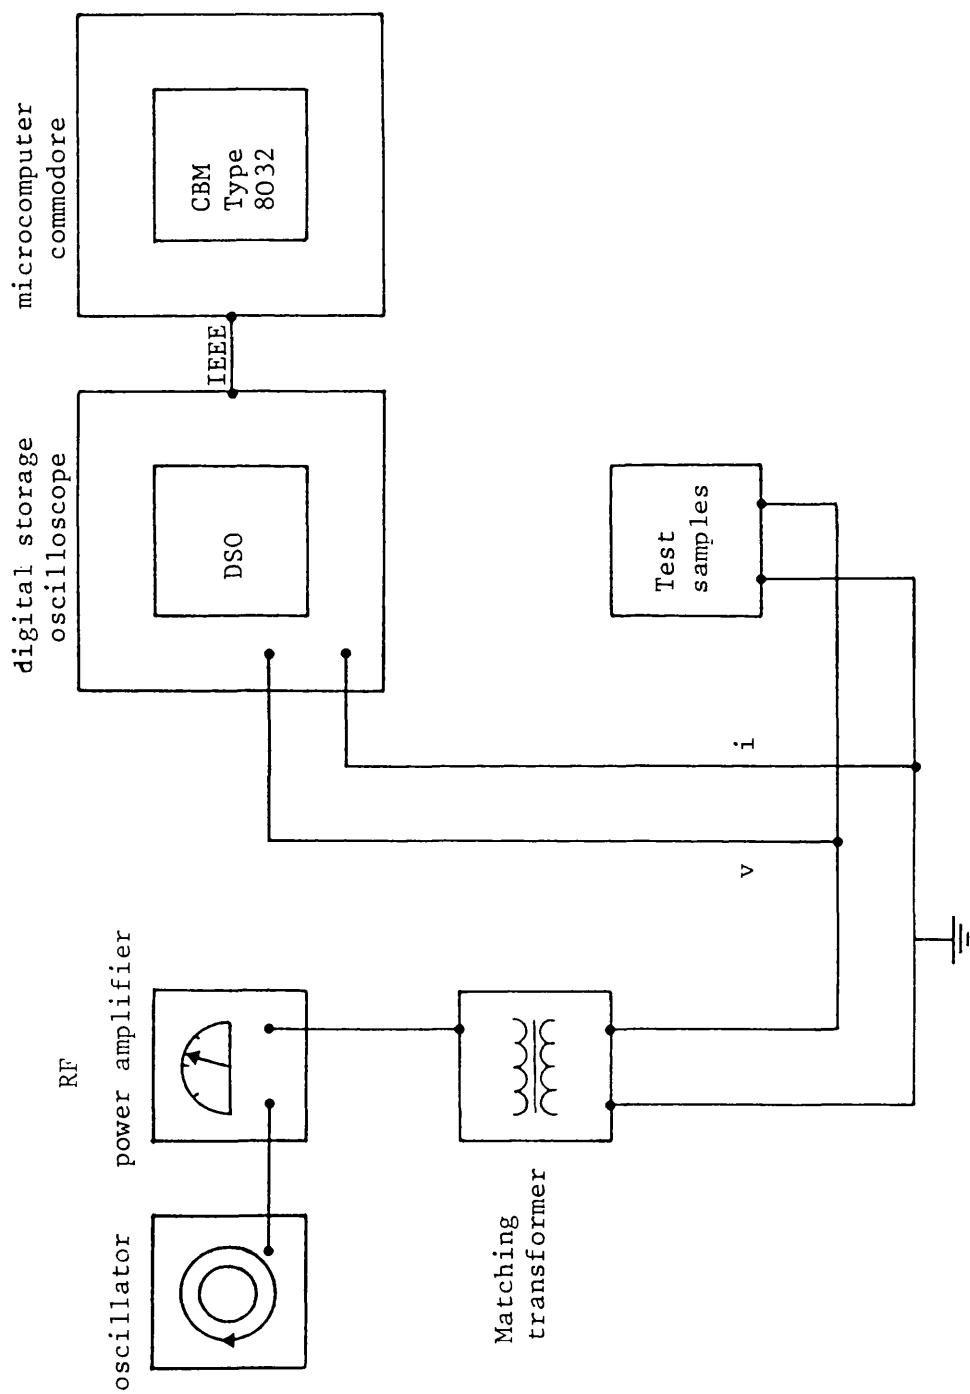 oscillator
RF
power amplifier
digital storage
oscilloscope
microcomputer
commodore
DSO
IEEE
CBM
Type
8032
Matching
transformer
v
i
Test
samples